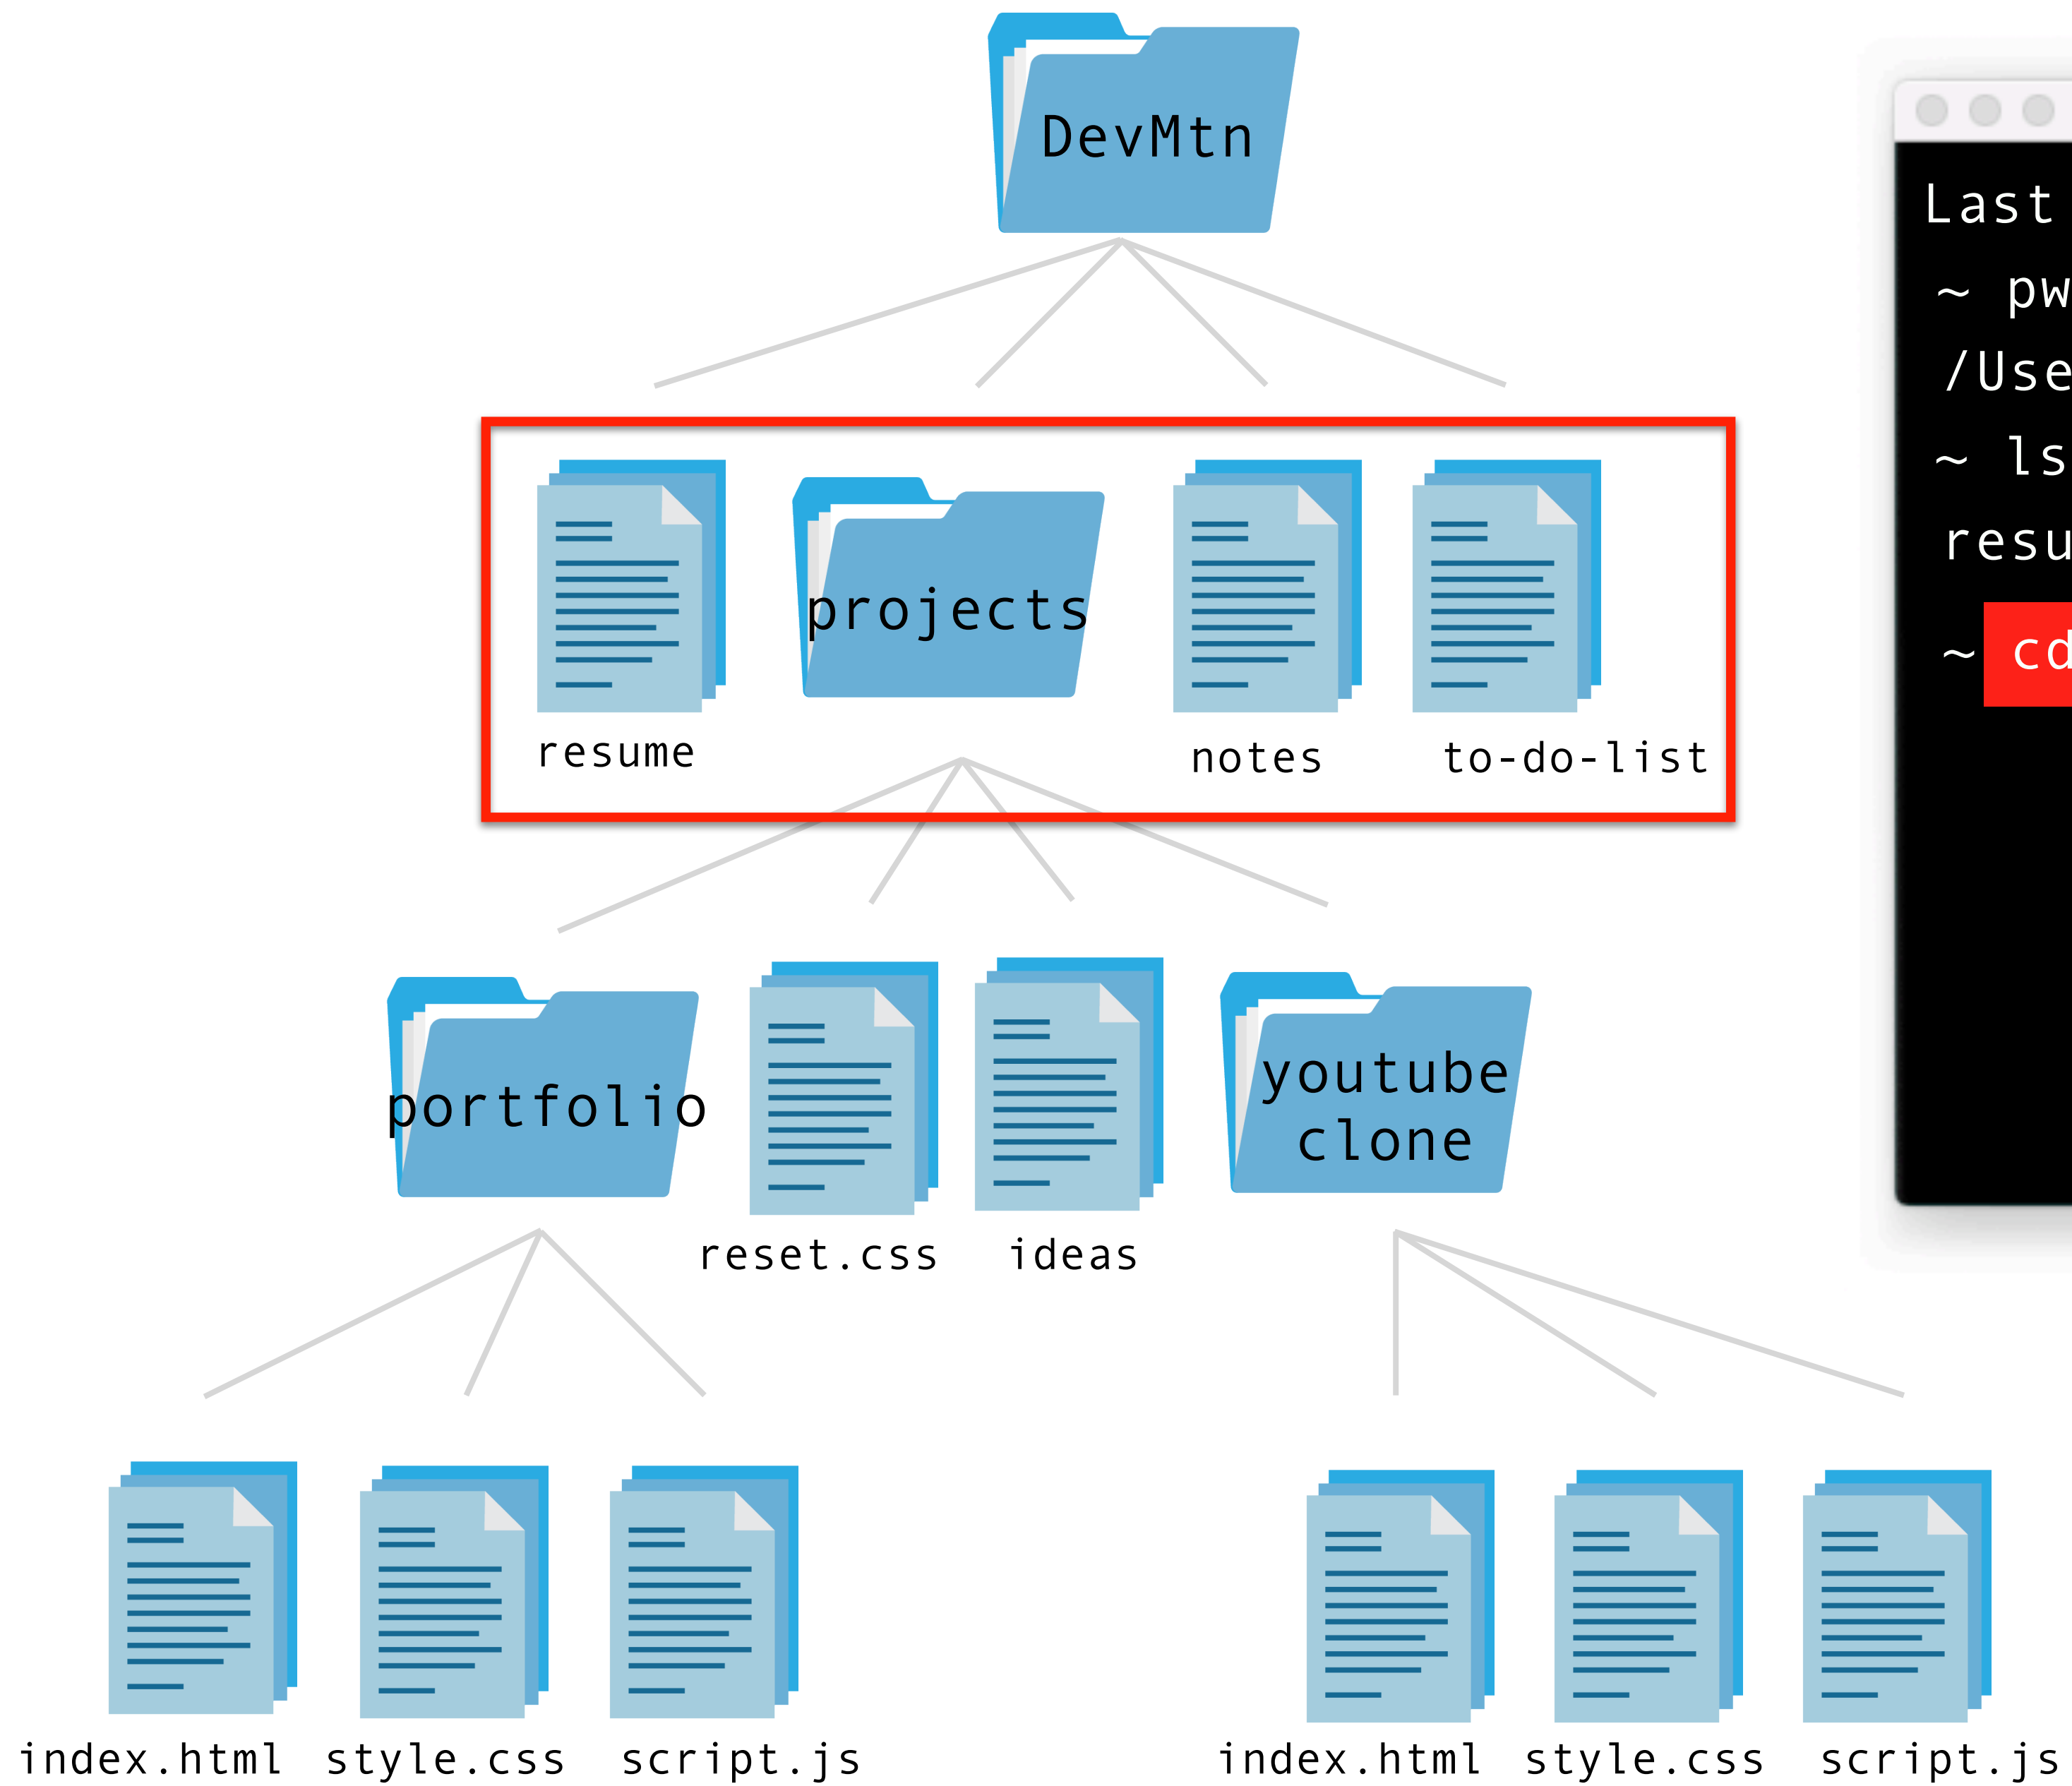 DevMtn
resume
projects
notes
to-do-list
portfolio
reset.css
ideas
youtube
clone
index.html
style.css
script.js
index.html
style.css
script.js
Last
~ pw
/Use
~ ls
resu
~ cd